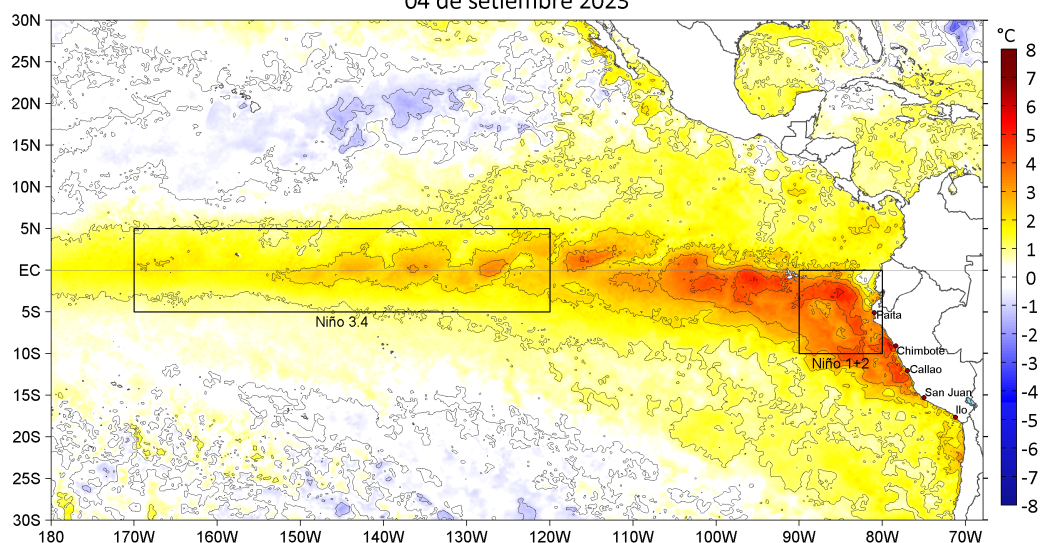 04 de setiembre 2023
°C
30N
25N
20N
15N
10N
5N
EC
5S
10S
15S
20S
25S
30S
Niño 3.4
Niño 1+2
Paita
Chimbote
Callao
San Juan
Ilo
180
170W
160W
150W
140W
130W
120W
110W
100W
90W
80W
70W
8
7
6
5
4
3
2
1
0
-1
-2
-3
-4
-5
-6
-7
-8